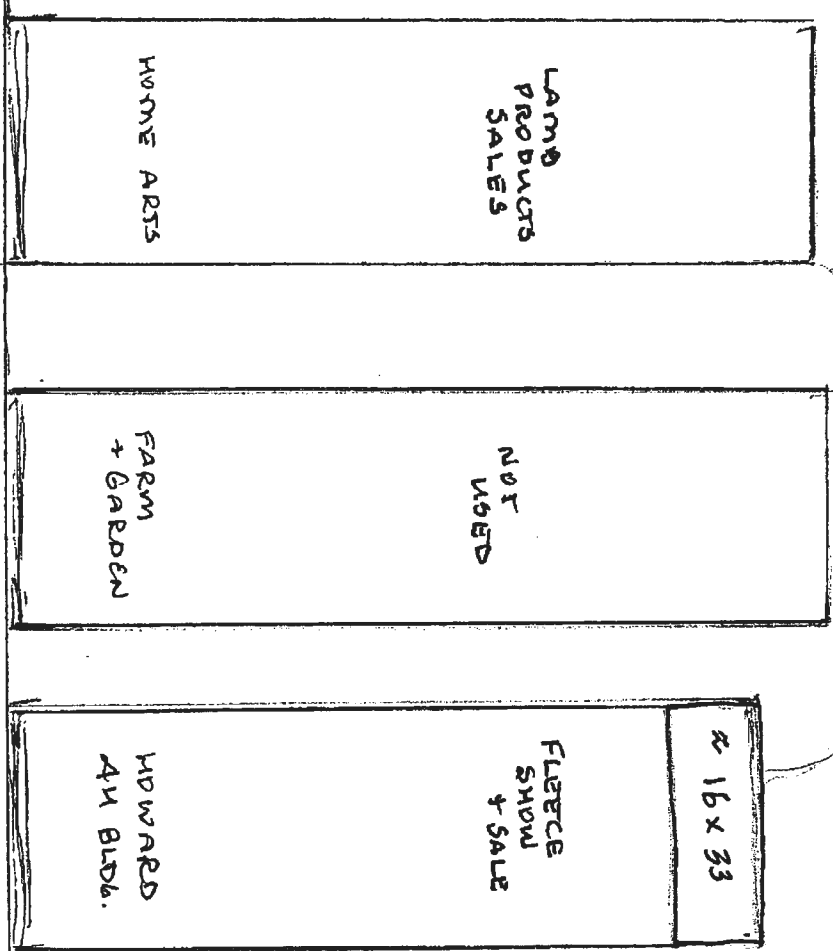 LAMB
PRODUCTS
SALES
HOME ARTS
NOT
USED
FARM
+ GARDEN
≈ 16 x 33
FLEECE
SHOW
+ SALE
HOWARD
4H BLDG.